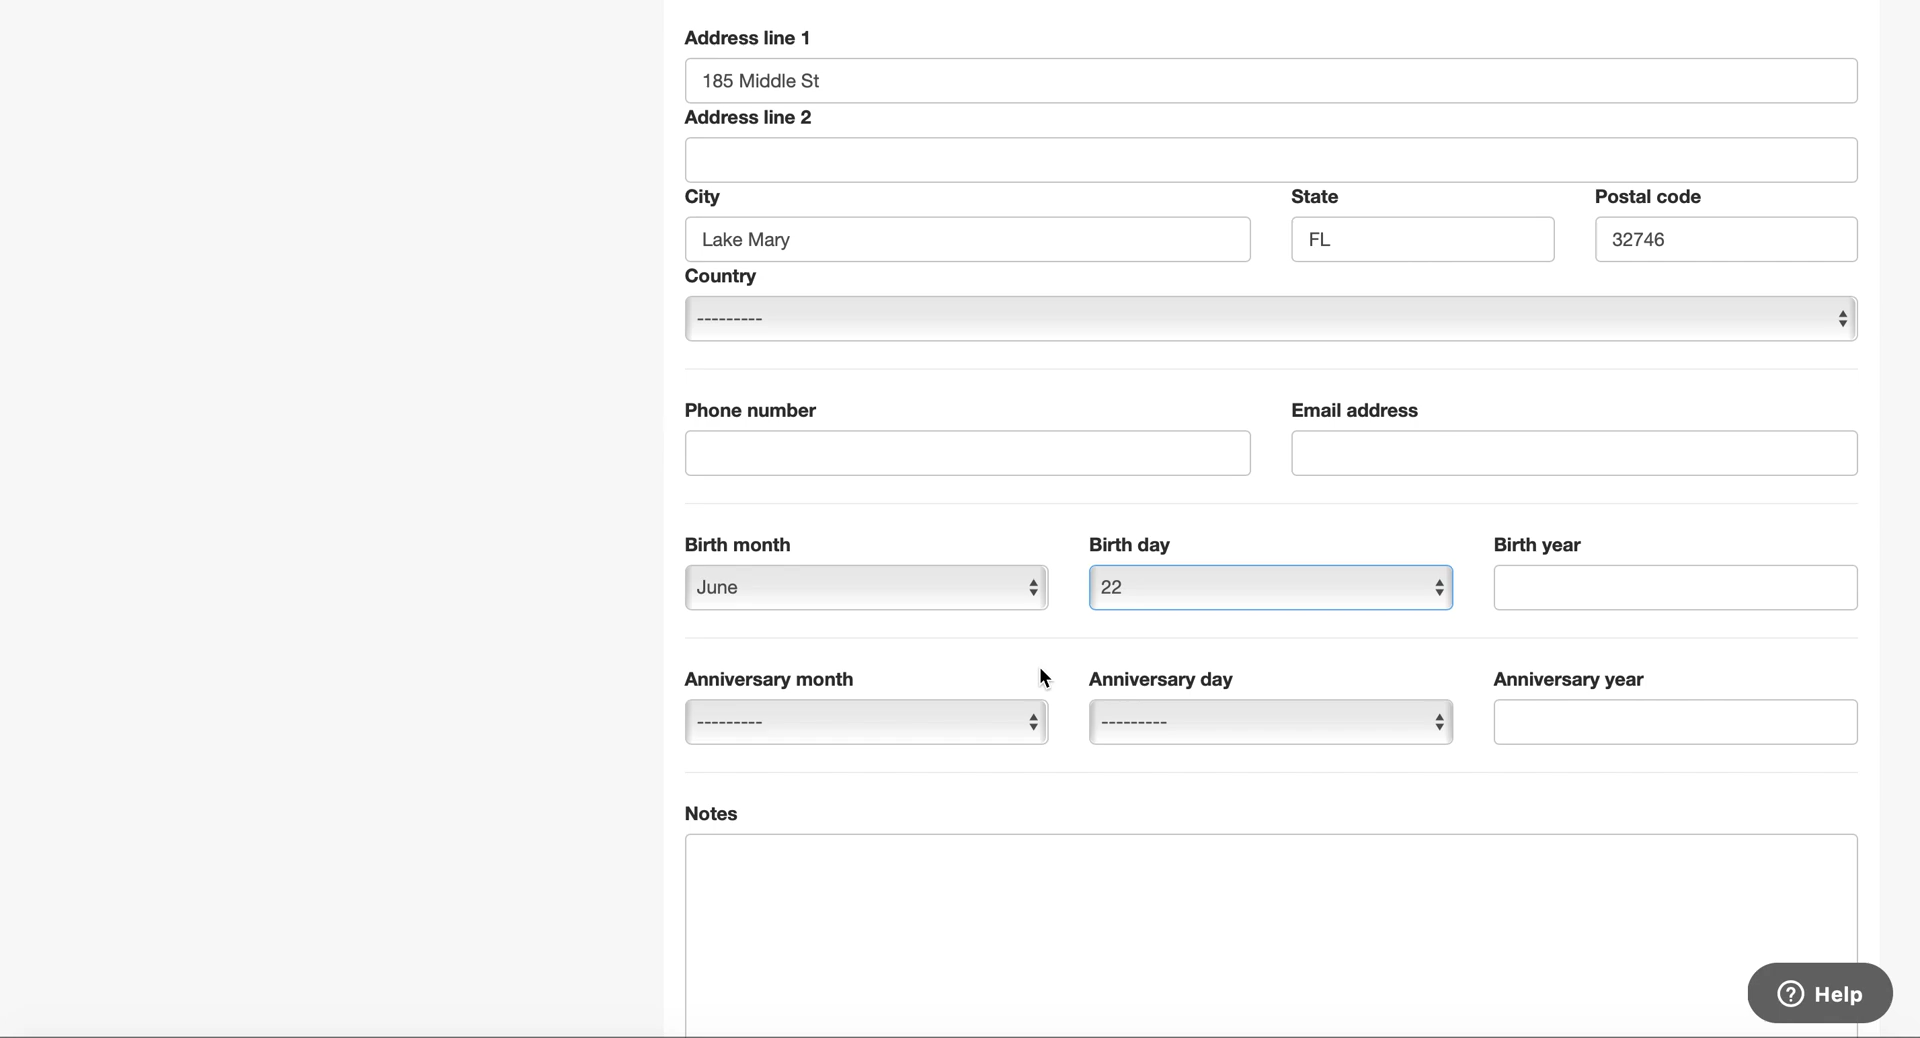 Address line 1
185 Middle St
Address line 2
City State Postal code
Lake Mary FL 32746
Country
---------
Phone number Email address
Birth month Birth day Birth year
June 22
Anniversary month Anniversary day Anniversary year
--------- ---------
Notes
? Help